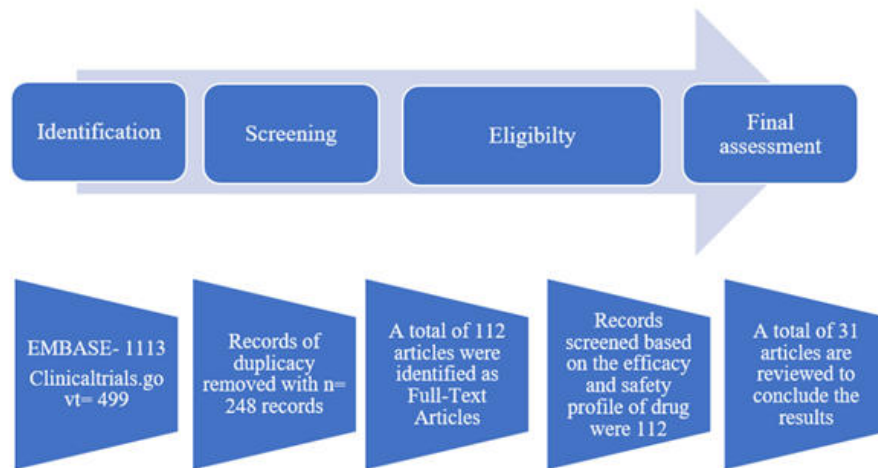 Identification
Screening
Eligibilty
Final
assessment
EMBASE- 1113
Clinicaltrials.go
vt= 499
Records of
duplicacy
removed with n=
248 records
A total of 112
articles were
identified as
Full-Text
Articles
Records
screened based
on the efficacy
and safety
profile of drug
were 112
A total of 31
articles are
reviewed to
conclude the
results